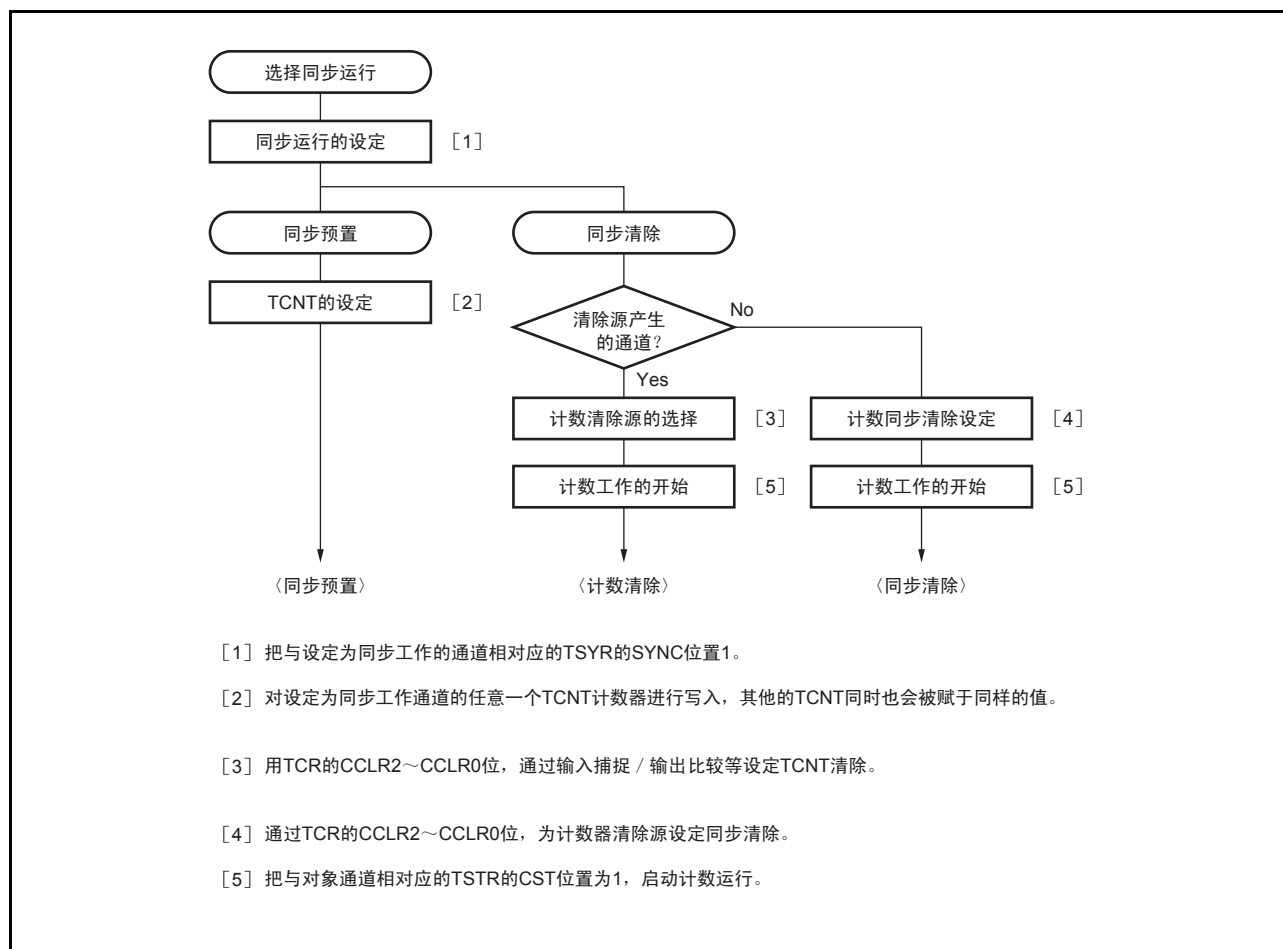 选择同步运行
同步运行的设定 [1]
同步预置 同步清除
TCNT的设定 [2]
清除源产生
的通道?
No
Yes
计数清除源的选择 [3] 计数同步清除设定 [4]
计数工作的开始 [5] 计数工作的开始 [5]
〈同步预置〉 〈计数清除〉 〈同步清除〉
[1] 把与设定为同步工作的通道相对应的TSYR的SYNC位置1。
[2] 对设定为同步工作通道的任意一个TCNT计数器进行写入，其他的TCNT同时也会被赋于同样的值。
[3] 用TCR的CCLR2～CCLR0位，通过输入捕捉／输出比较等设定TCNT清除。
[4] 通过TCR的CCLR2～CCLR0位，为计数器清除源设定同步清除。
[5] 把与对象通道相对应的TSTR的CST位置为1，启动计数运行。